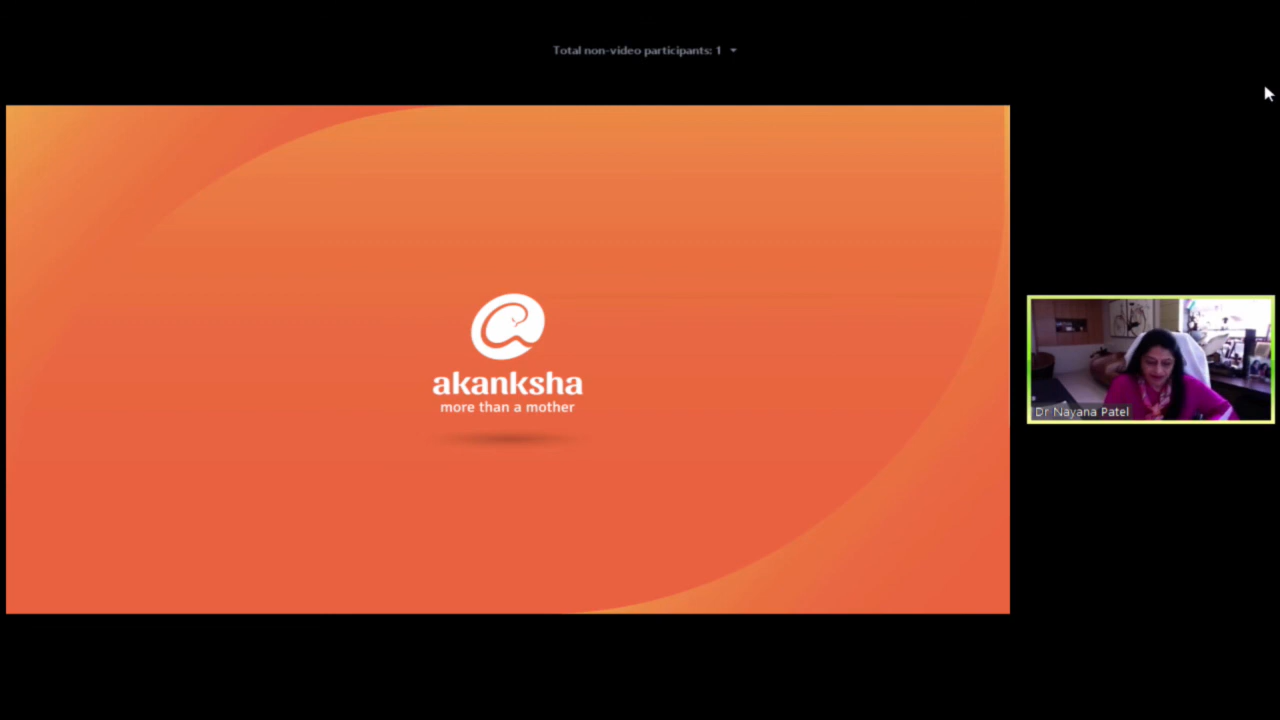 Total non-video participants: 1
akanksha
more than a mother
Dr Nayana Patel